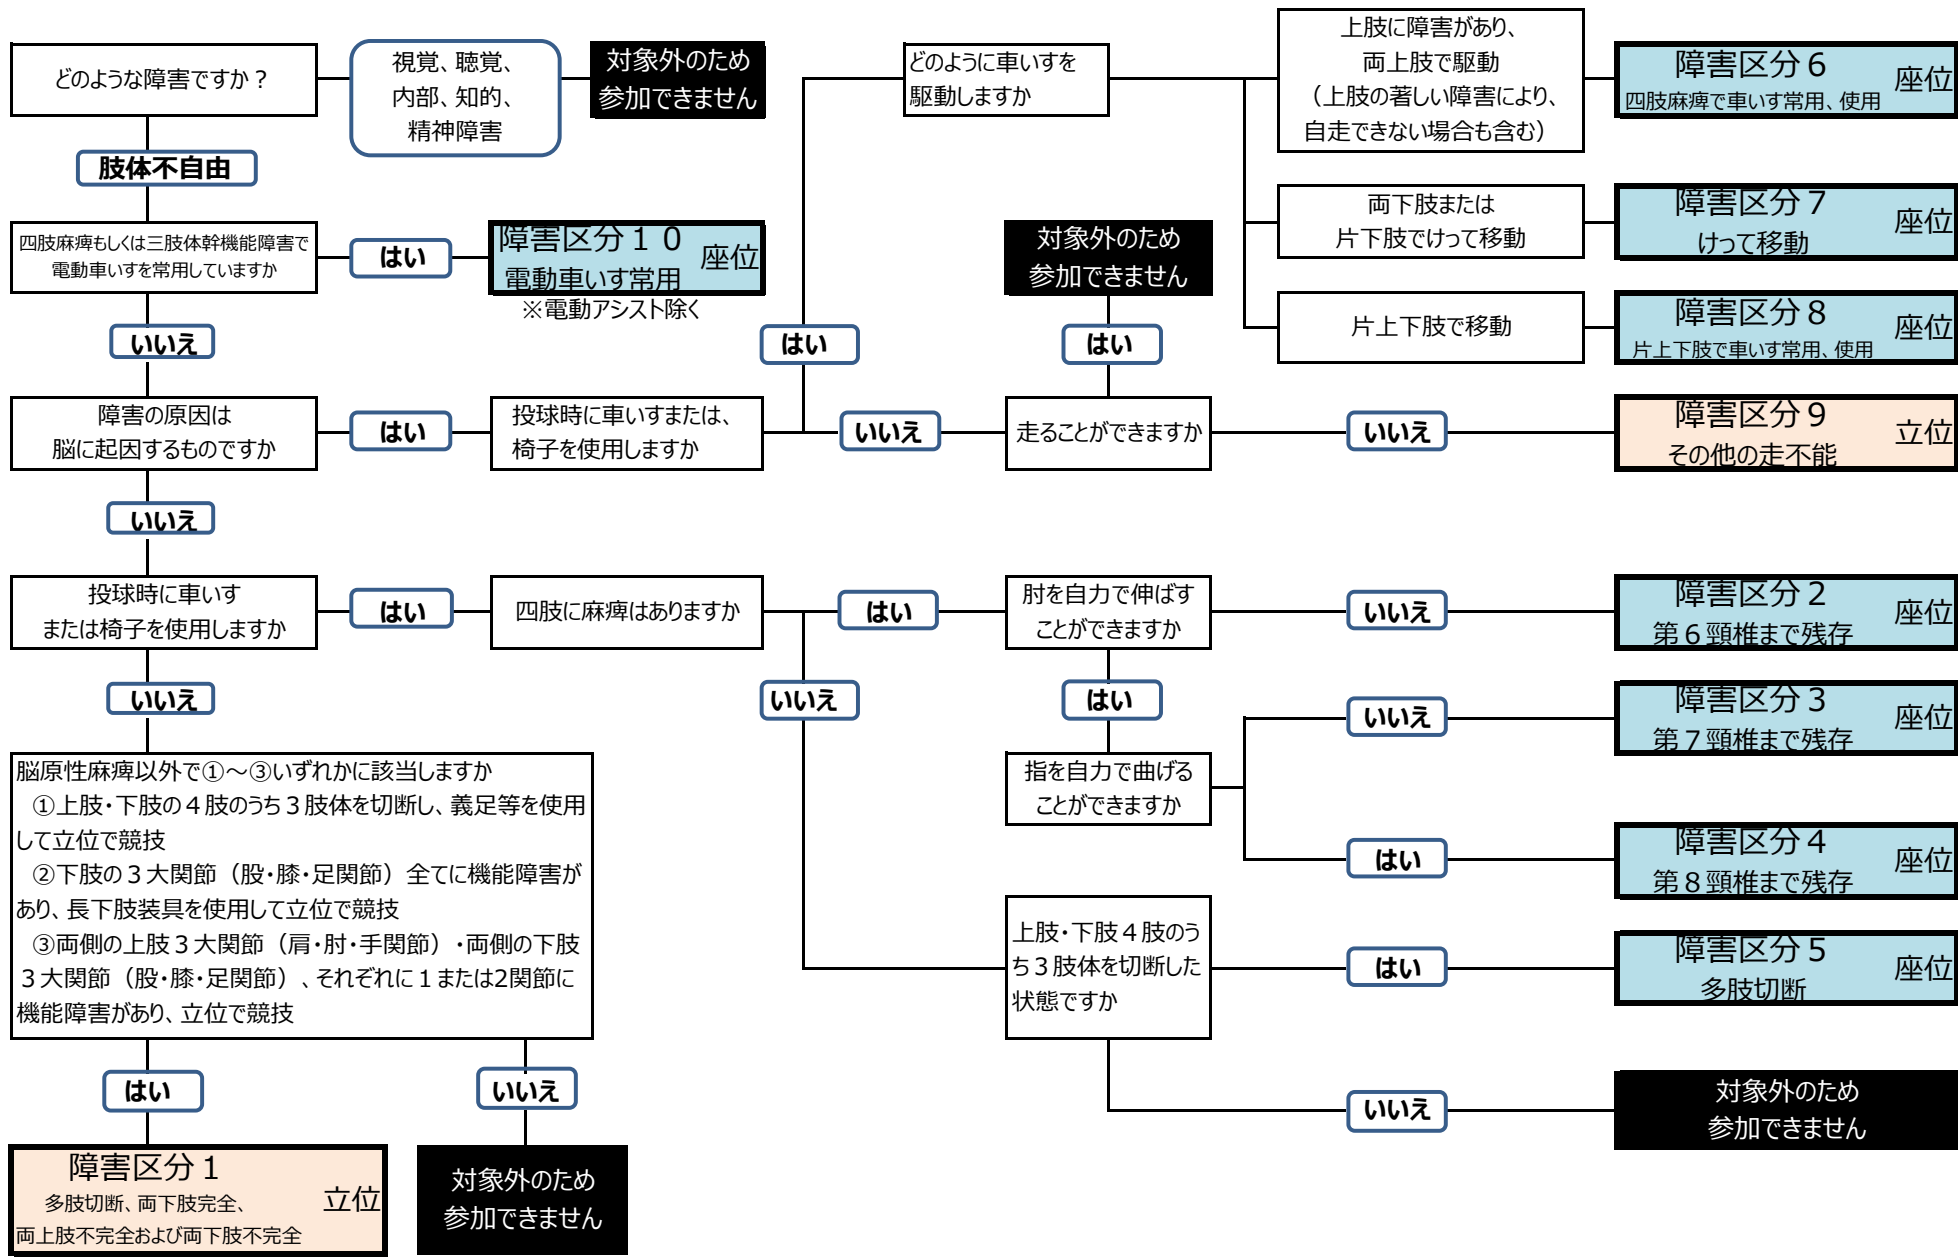 どのような障害ですか？
視覚、聴覚、
内部、知的、
精神障害
対象外のため
参加できません
肢体不自由
四肢麻痺もしくは三肢体幹機能障害で
電動車いすを常用していますか
はい
障害区分１０
電動車いす常用
座位
※電動アシスト除く
いいえ
障害の原因は
脳に起因するものですか
はい
投球時に車いすまたは、
椅子を使用しますか
はい
どのように車いすを
駆動しますか
上肢に障害があり、
両上肢で駆動
（上肢の著しい障害により、
自走できない場合も含む）
障害区分６
四肢麻痺で車いす常用、使用
座位
両下肢または
片下肢でけって移動
障害区分７
けって移動
座位
片上下肢で移動
障害区分８
片上下肢で車いす常用、使用
座位
いいえ
走ることができますか
はい
対象外のため
参加できません
いいえ
障害区分９
その他の走不能
立位
いいえ
投球時に車いす
または椅子を使用しますか
はい
四肢に麻痺はありますか
はい
肘を自力で伸ばす
ことができますか
いいえ
障害区分２
第６頸椎まで残存
座位
はい
指を自力で曲げる
ことができますか
いいえ
障害区分３
第７頸椎まで残存
座位
はい
障害区分４
第８頸椎まで残存
座位
いいえ
上肢・下肢４肢のう
ち３肢体を切断した
状態ですか
はい
障害区分５
多肢切断
座位
いいえ
対象外のため
参加できません
いいえ
脳原性麻痺以外で①～③いずれかに該当しますか
①上肢・下肢の４肢のうち３肢体を切断し、義足等を使用
して立位で競技
②下肢の３大関節（股・膝・足関節）全てに機能障害が
あり、長下肢装具を使用して立位で競技
③両側の上肢３大関節（肩・肘・手関節）・両側の下肢
３大関節（股・膝・足関節）、それぞれに１または2関節に
機能障害があり、立位で競技
はい
障害区分１
多肢切断、両下肢完全、
両上肢不完全および両下肢不完全
立位
いいえ
対象外のため
参加できません